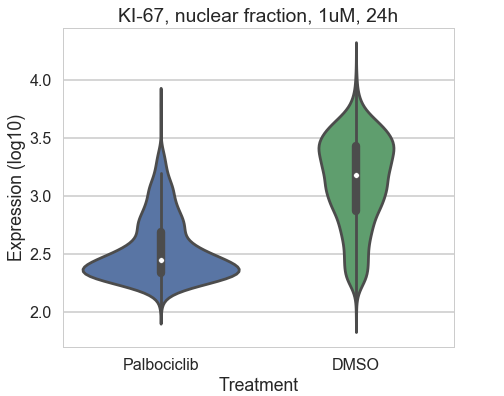 KI-67, nuclear fraction, 1uM, 24h
Expression (log10)
4.0
3.5
3.0
2.5
2.0
Palbociclib
DMSO
Treatment